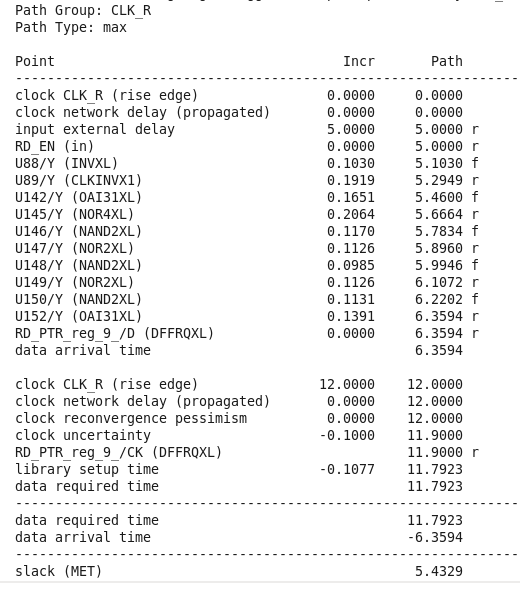 Path Group: CLK_R
Path Type: max
Point Incr Path
--------------------------------------------------------------------------------
clock CLK_R (rise edge) 0.0000 0.0000
clock network delay (propagated) 0.0000 0.0000
input external delay 5.0000 5.0000 r
RD_EN (in) 0.0000 5.0000 r
U88/Y (INVXL) 0.1030 5.1030 f
U89/Y (CLKINVX1) 0.1919 5.2949 r
U142/Y (OAI31XL) 0.1651 5.4600 f
U145/Y (NOR4XL) 0.2064 5.6664 r
U146/Y (NAND2XL) 0.1170 5.7834 f
U147/Y (NOR2XL) 0.1126 5.8960 r
U148/Y (NAND2XL) 0.0985 5.9946 f
U149/Y (NOR2XL) 0.1126 6.1072 r
U150/Y (NAND2XL) 0.1131 6.2202 f
U152/Y (OAI31XL) 0.1391 6.3594 r
RD_PTR_reg_9_/D (DFFRQXL) 0.0000 6.3594 r
data arrival time 6.3594
clock CLK_R (rise edge) 12.0000 12.0000
clock network delay (propagated) 0.0000 12.0000
clock reconvergence pessimism 0.0000 12.0000
clock uncertainty -0.1000 11.9000
RD_PTR_reg_9_/CK (DFFRQXL) 11.9000 r
library setup time -0.1077 11.7923
data required time 11.7923
--------------------------------------------------------------------------------
data required time 11.7923
data arrival time -6.3594
--------------------------------------------------------------------------------
slack (MET) 5.4329